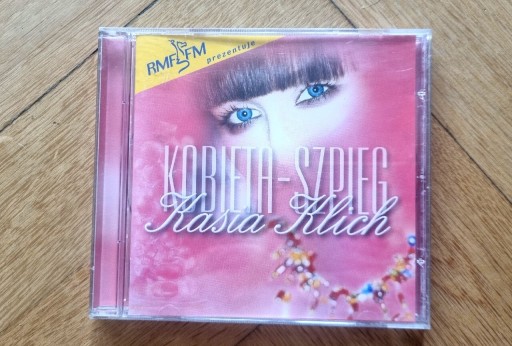 RMF FM
prezentuje
KOBIETA-SZPIEG
Kasia Klich